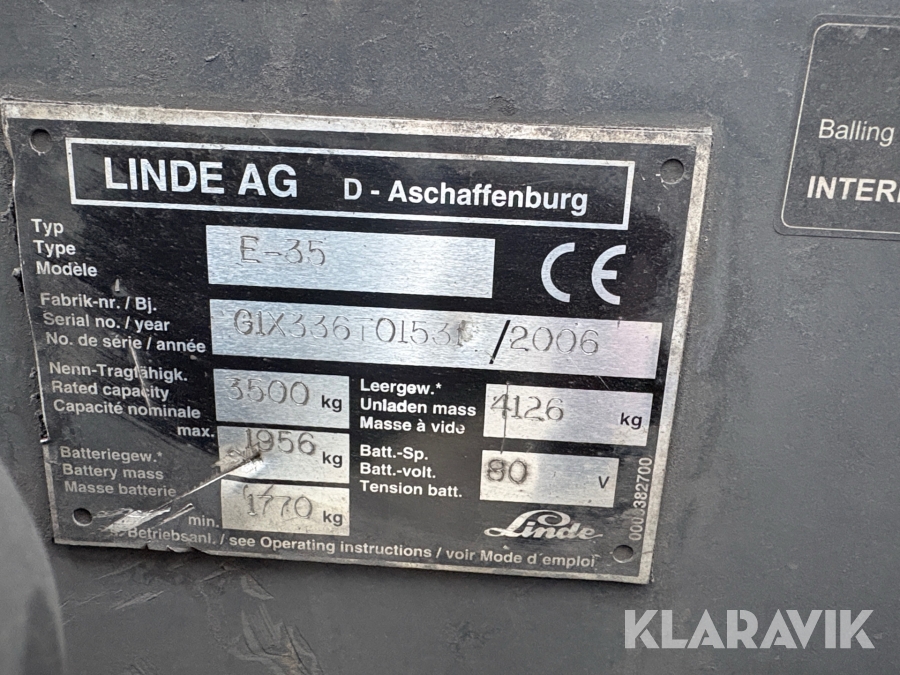 LINDE AG D - Aschaffenburg
Typ
Type
Modèle
E-35
CE
Fabrik-nr. / Bj.
Serial no. / year
No. de série / année
/2006
Nenn-Tragfähigk.
Rated capacity
Capacité nominale
3500 kg
Leergew.*
Unladen mass
Masse à vide
4126 kg
Batteriegew.*
Battery mass
Masse batterie
max. 1956 kg
min. 1770 kg
Batt.-Sp.
Batt.-volt.
Tension batt.
80 V
Linde
Betriebsanl. / see Operating instructions / voir Mode d'emploi
Balling
KLARAVIK